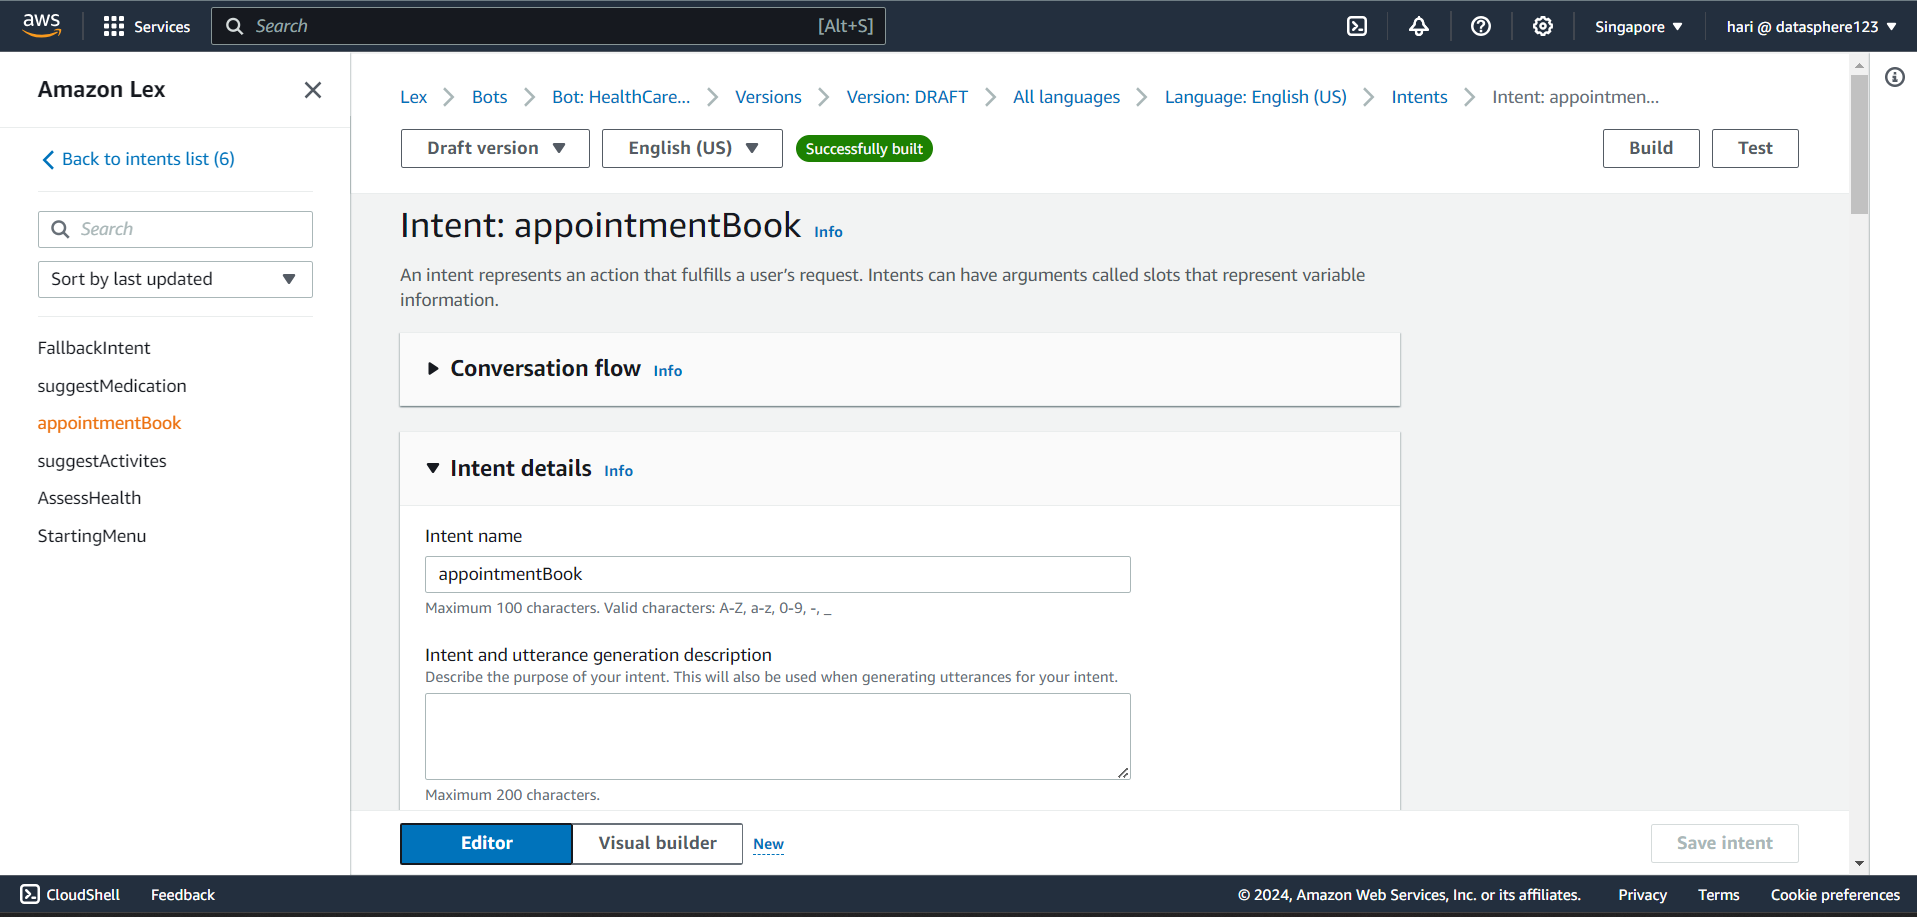 aws
Services
Search
[Alt+S]
Singapore
hari @ datasphere123
Amazon Lex
Back to intents list (6)
Search
Sort by last updated
FallbackIntent
suggestMedication
appointmentBook
suggestActivites
AssessHealth
StartingMenu
Lex
Bots
Bot: HealthCare...
Versions
Version: DRAFT
All languages
Language: English (US)
Intents
Intent: appointmen...
Draft version
English (US)
Successfully built
Build
Test
Intent: appointmentBook Info
An intent represents an action that fulfills a user’s request. Intents can have arguments called slots that represent variable
information.
Conversation flow Info
Intent details Info
Intent name
appointmentBook
Maximum 100 characters. Valid characters: A-Z, a-z, 0-9, -, _
Intent and utterance generation description
Describe the purpose of your intent. This will also be used when generating utterances for your intent.
Maximum 200 characters.
Editor
Visual builder
New
Save intent
CloudShell
Feedback
© 2024, Amazon Web Services, Inc. or its affiliates.
Privacy
Terms
Cookie preferences